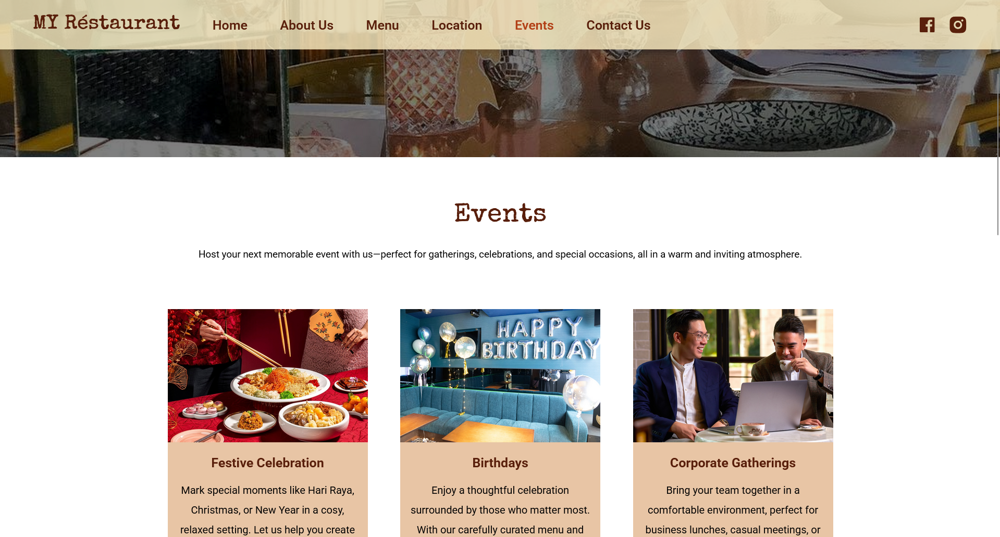 MY Réstaurant Home About Us Menu Location Events Contact Us
Events
Host your next memorable event with us—perfect for gatherings, celebrations, and special occasions, all in a warm and inviting atmosphere.
HAPPY
BIRTHDAY
Festive Celebration
Mark special moments like Hari Raya,
Christmas, or New Year in a cosy,
relaxed setting. Let us help you create
Birthdays
Enjoy a thoughtful celebration
surrounded by those who matter most.
With our carefully curated menu and
Corporate Gatherings
Bring your team together in a
comfortable environment, perfect for
business lunches, casual meetings, or